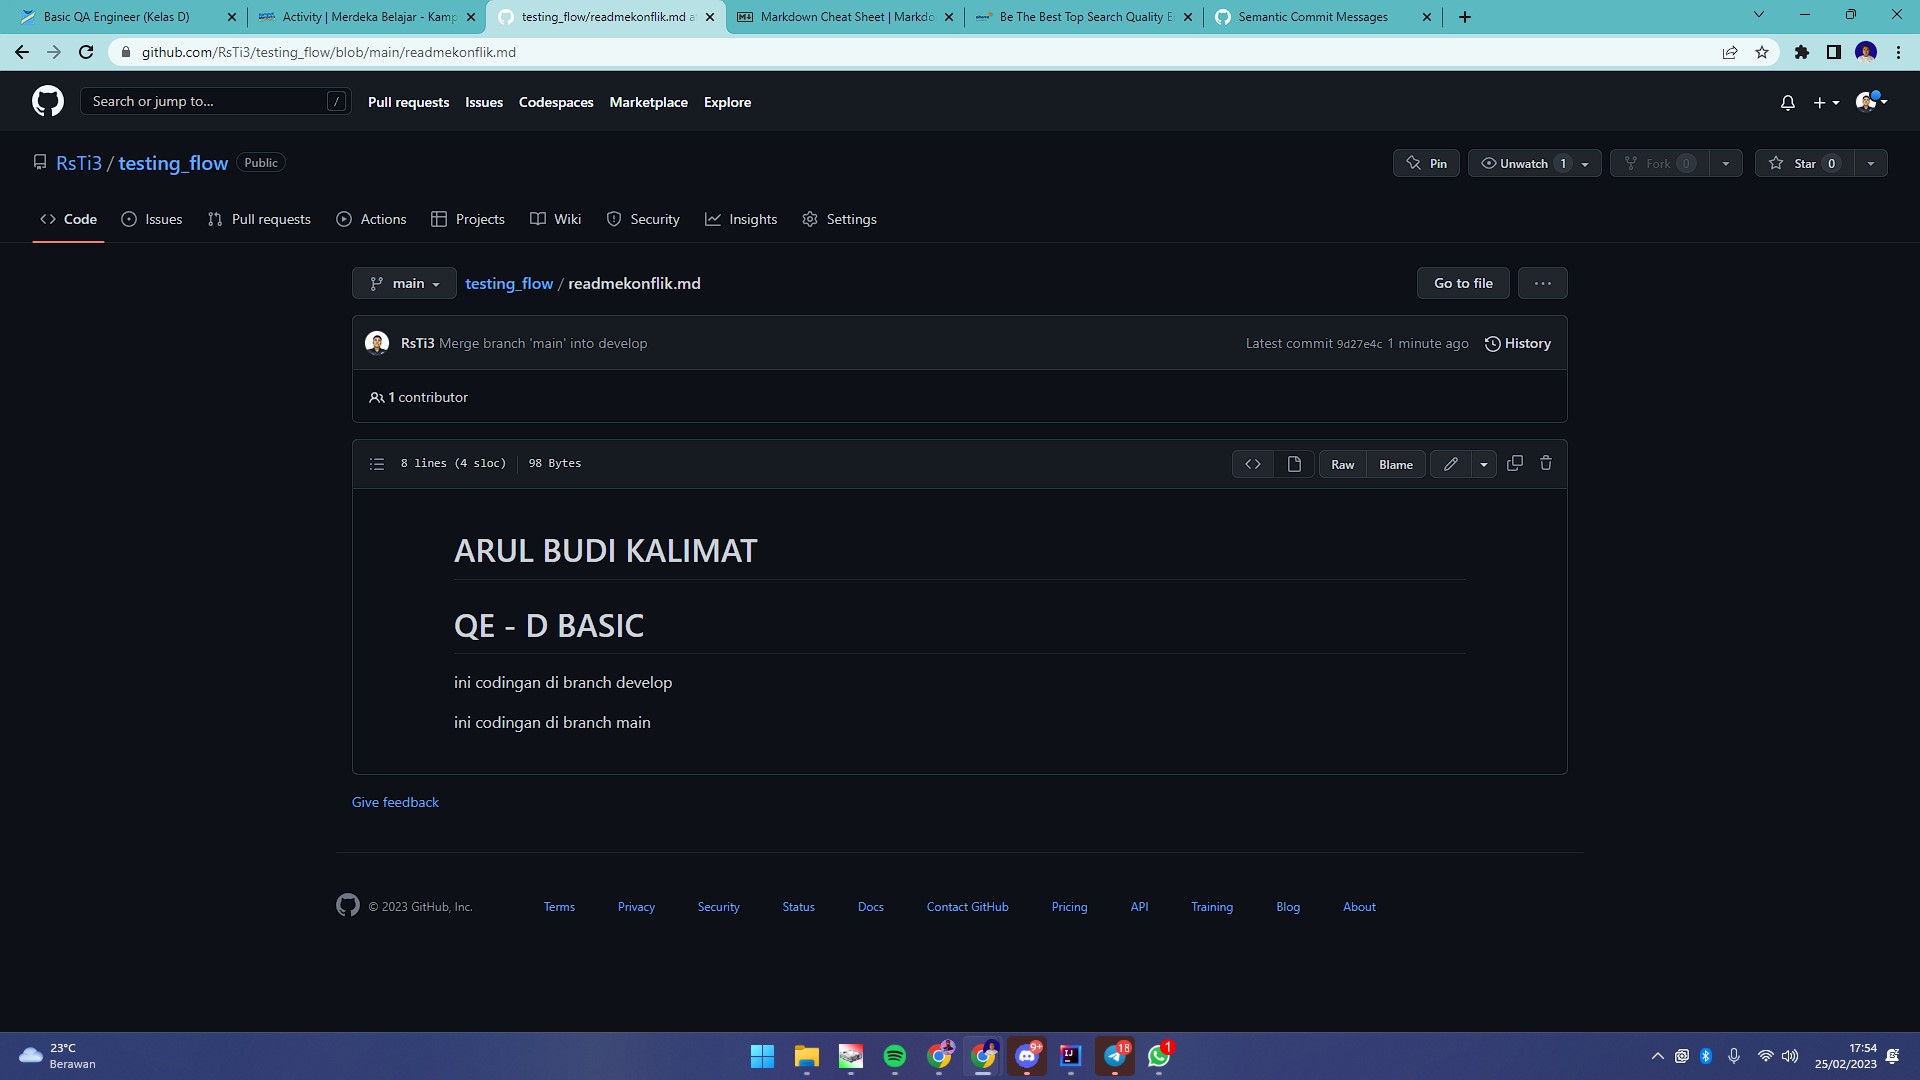 Basic QA Engineer (Kelas D)
Activity | Merdeka Belajar - Kamp
testing_flow/readmekonflik.md a
Markdown Cheat Sheet | Markdo
Be The Best Top Search Quality E
Semantic Commit Messages
github.com/RsTi3/testing_flow/blob/main/readmekonflik.md
Search or jump to... /
Pull requests Issues Codespaces Marketplace Explore
RsTi3 / testing_flow Public
Pin Unwatch 1 Fork 0 Star 0
Code Issues Pull requests Actions Projects Wiki Security Insights Settings
main testing_flow / readmekonflik.md Go to file
RsTi3 Merge branch 'main' into develop Latest commit 9d27e4c 1 minute ago History
1 contributor
8 lines (4 sloc) 98 Bytes Raw Blame
ARUL BUDI KALIMAT
QE - D BASIC
ini codingan di branch develop
ini codingan di branch main
Give feedback
© 2023 GitHub, Inc. Terms Privacy Security Status Docs Contact GitHub Pricing API Training Blog About
23°C
Berawan
9+
IJ
18
1
17:54
25/02/2023